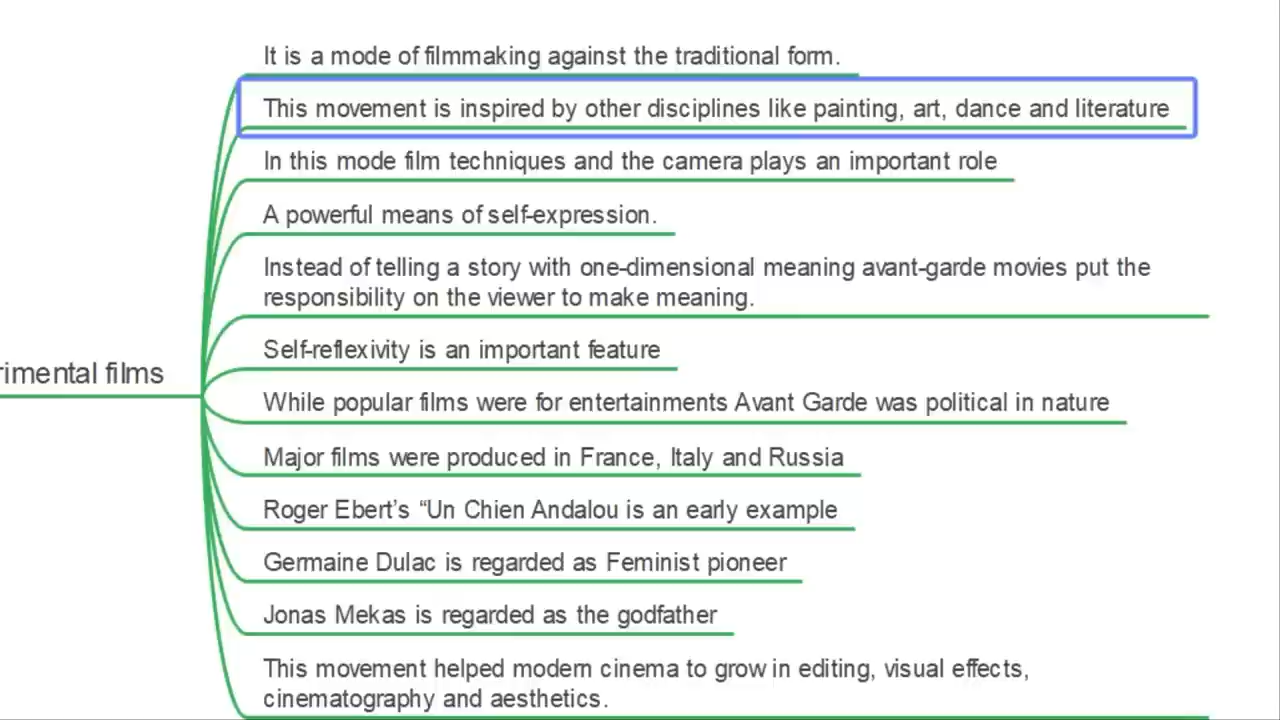 It is a mode of filmmaking against the traditional form.
This movement is inspired by other disciplines like painting, art, dance and literature
In this mode film techniques and the camera plays an important role
A powerful means of self-expression.
Instead of telling a story with one-dimensional meaning avant-garde movies put the
responsibility on the viewer to make meaning.
Self-reflexivity is an important feature
rimental films
While popular films were for entertainments Avant Garde was political in nature
Major films were produced in France, Italy and Russia
Roger Ebert’s “Un Chien Andalou is an early example
Germaine Dulac is regarded as Feminist pioneer
Jonas Mekas is regarded as the godfather
This movement helped modern cinema to grow in editing, visual effects,
cinematography and aesthetics.